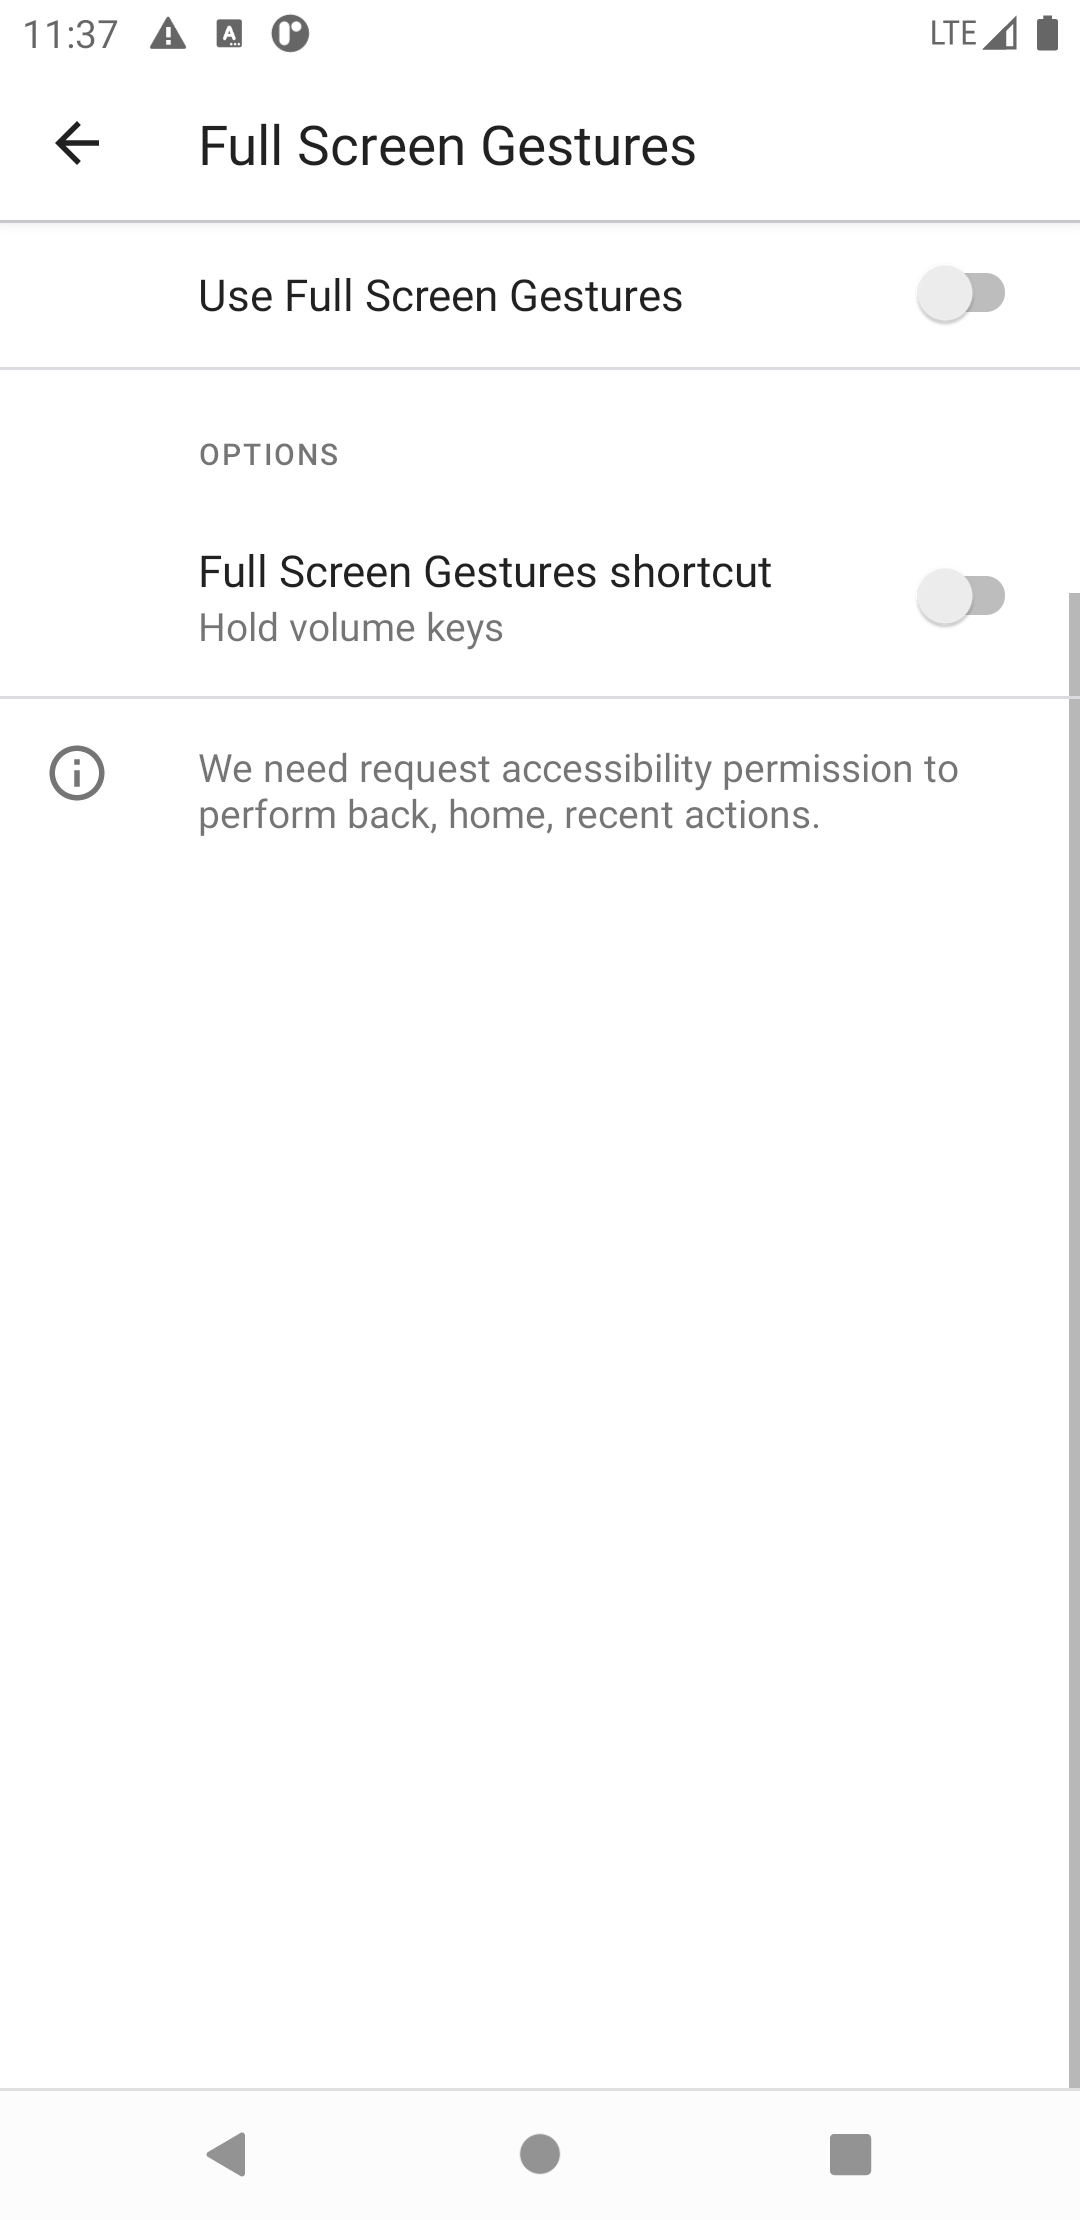 11:37
LTE
Full Screen Gestures
Use Full Screen Gestures
OPTIONS
Full Screen Gestures shortcut
Hold volume keys
We need request accessibility permission to
perform back, home, recent actions.